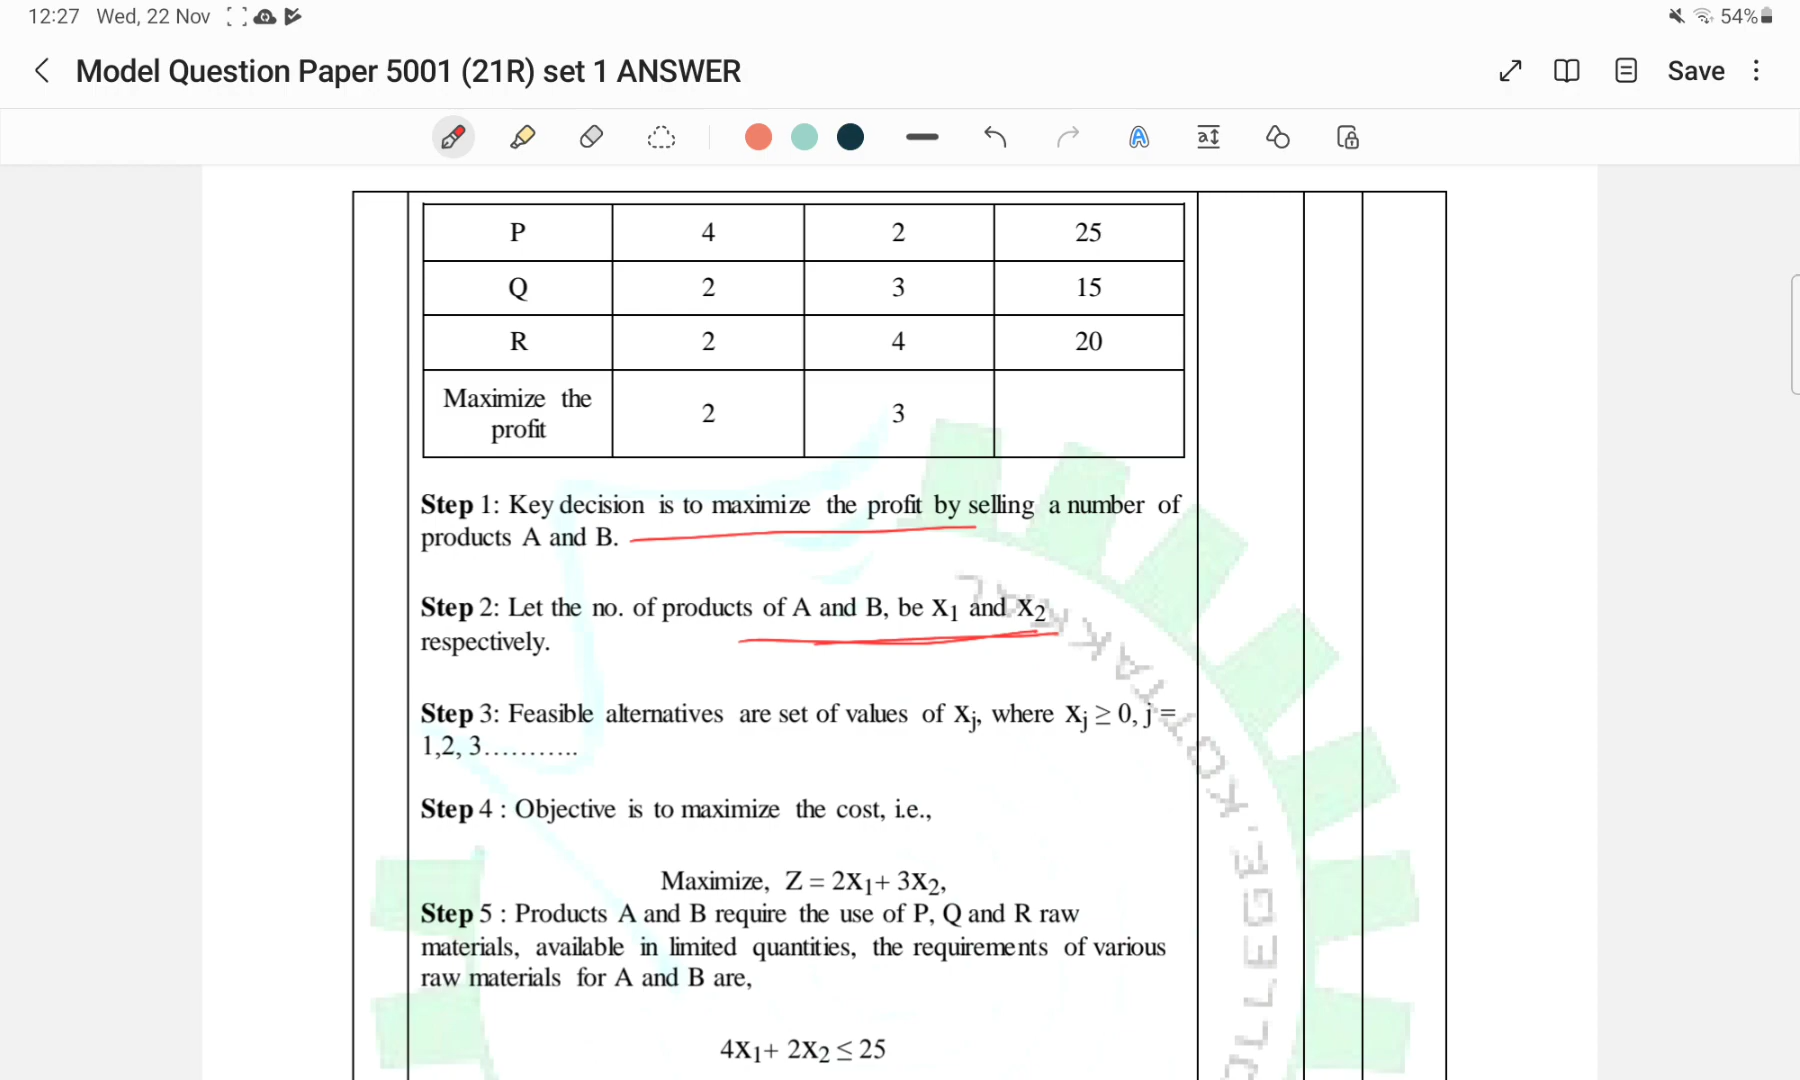 12:27 Wed, 22 Nov
54%
Model Question Paper 5001 (21R) set 1 ANSWER
Save
P 4 2 25
Q 2 3 15
R 2 4 20
Maximize the
profit
2 3
Step 1: Key decision is to maximize the profit by selling a number of
products A and B.
Step 2: Let the no. of products of A and B, be X1 and X2
respectively.
Step 3: Feasible alternatives are set of values of Xj, where Xj ≥ 0, j =
1,2, 3...........
Step 4 : Objective is to maximize the cost, i.e.,
Maximize, Z = 2X1+ 3X2,
Step 5 : Products A and B require the use of P, Q and R raw
materials, available in limited quantities, the requirements of various
raw materials for A and B are,
4X1+ 2X2 ≤ 25